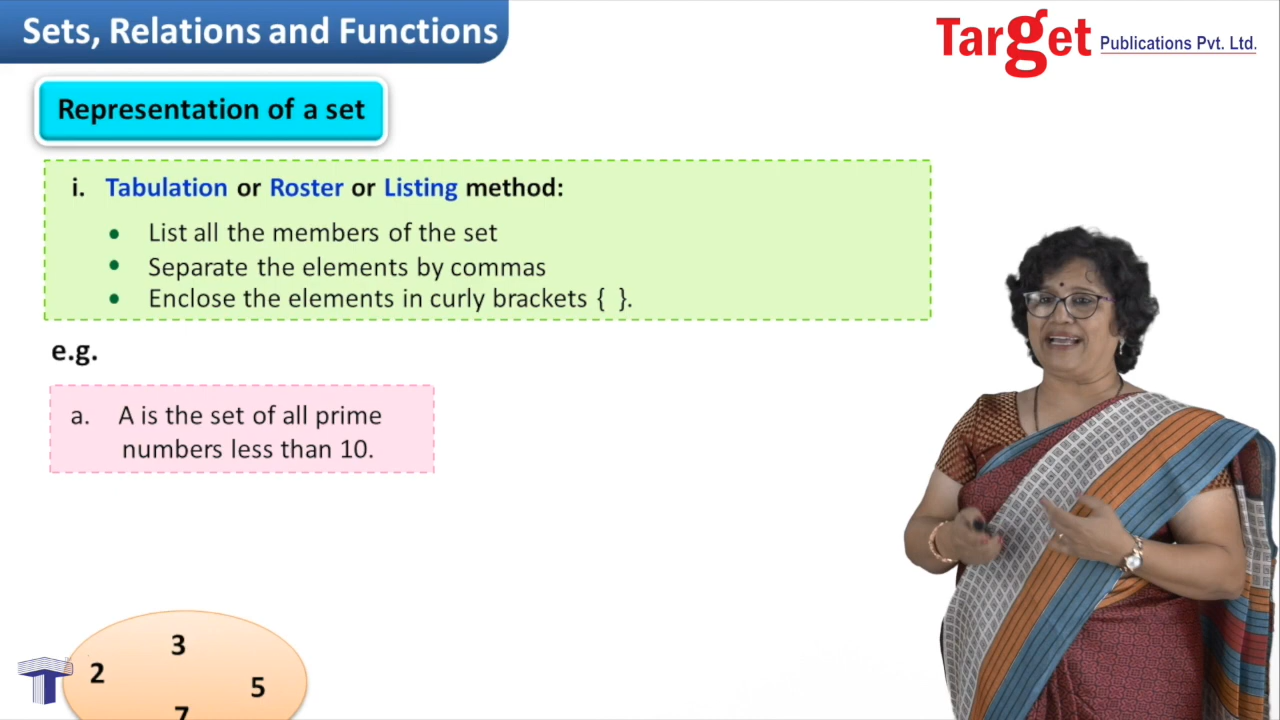 Sets, Relations and Functions
Target Publications Pvt. Ltd.
Representation of a set
i. Tabulation or Roster or Listing method:
• List all the members of the set
• Separate the elements by commas
• Enclose the elements in curly brackets { }.
e.g.
a. A is the set of all prime
numbers less than 10.
3
2
5
7